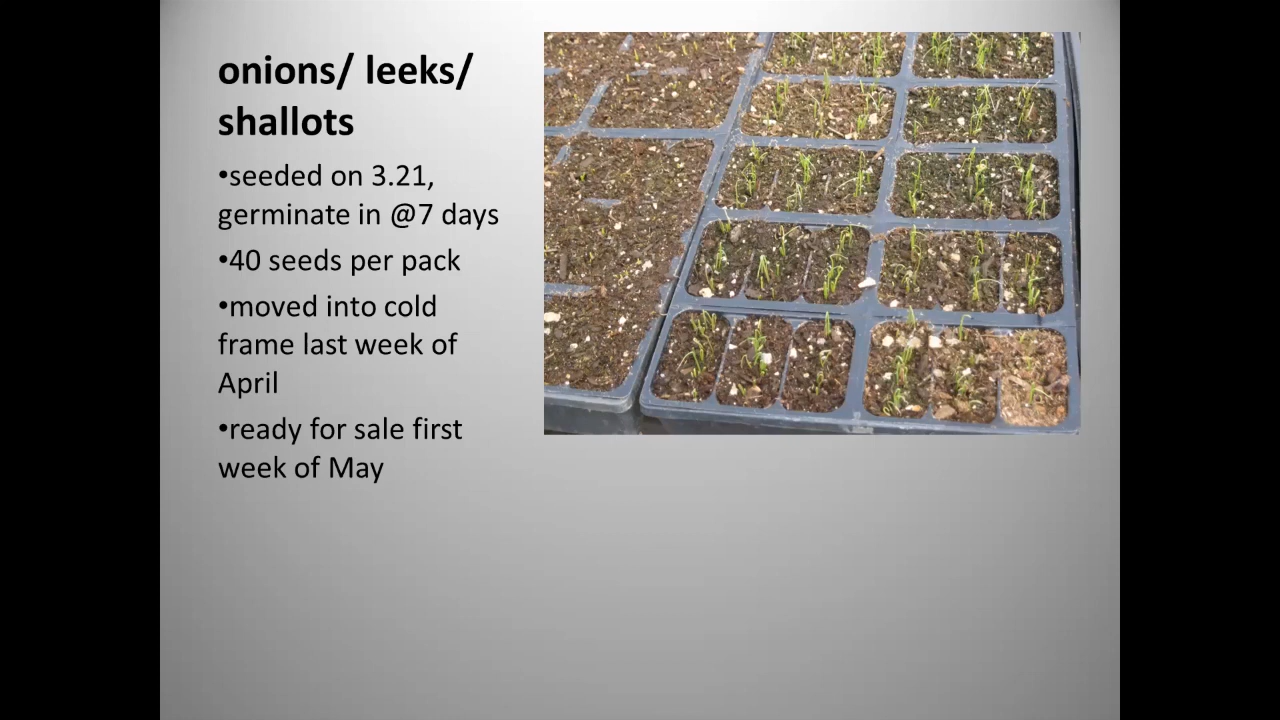 onions/ leeks/
shallots
•seeded on 3.21,
germinate in @7 days
•40 seeds per pack
•moved into cold
frame last week of
April
•ready for sale first
week of May